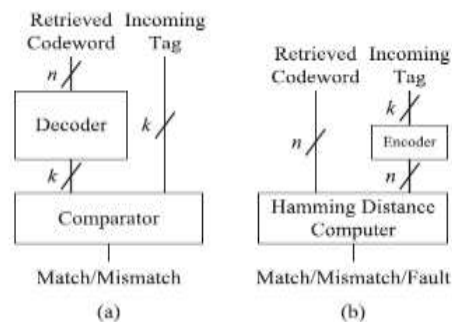 Retrieved Incoming
Codeword Tag
n
Decoder
k
k
Comparator
Match/Mismatch
(a)
Retrieved Incoming
Codeword Tag
k
n
Encoder
n
Hamming Distance
Computer
Match/Mismatch/Fault
(b)